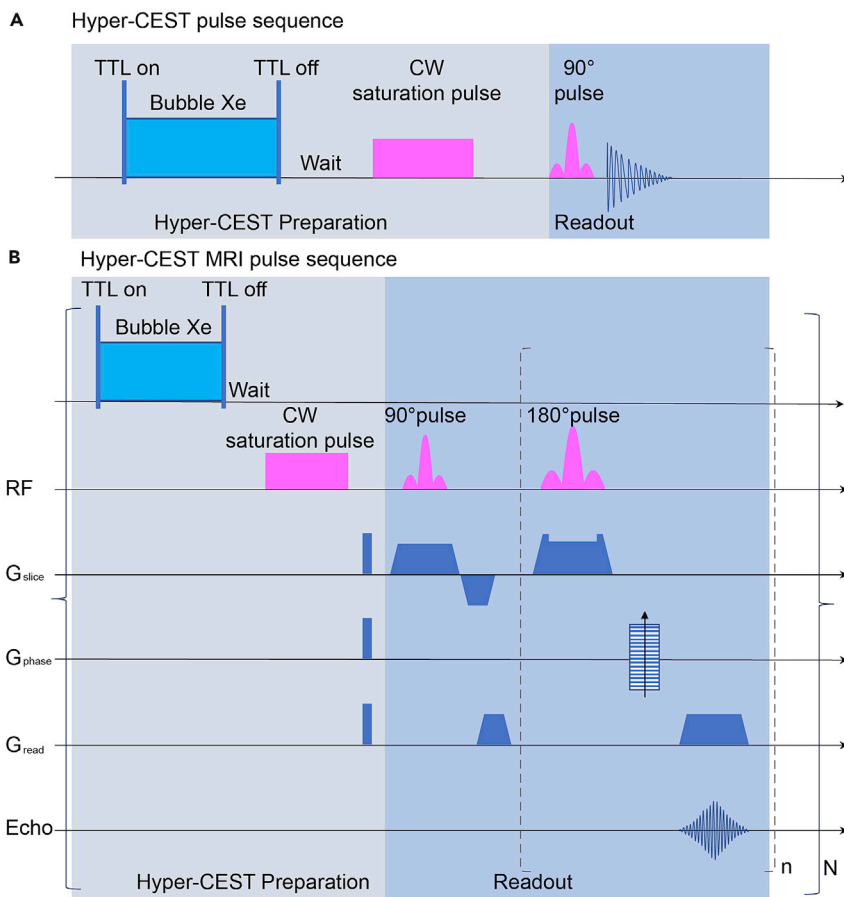 A
Hyper-CEST pulse sequence
TTL on
TTL off
CW
saturation pulse
90°
pulse
Bubble Xe
Wait
Hyper-CEST Preparation
Readout
B
Hyper-CEST MRI pulse sequence
TTL on
TTL off
Bubble Xe
Wait
CW
saturation pulse
90°pulse
180°pulse
RF
Gslice
Gphase
Gread
Echo
n
N
Hyper-CEST Preparation
Readout